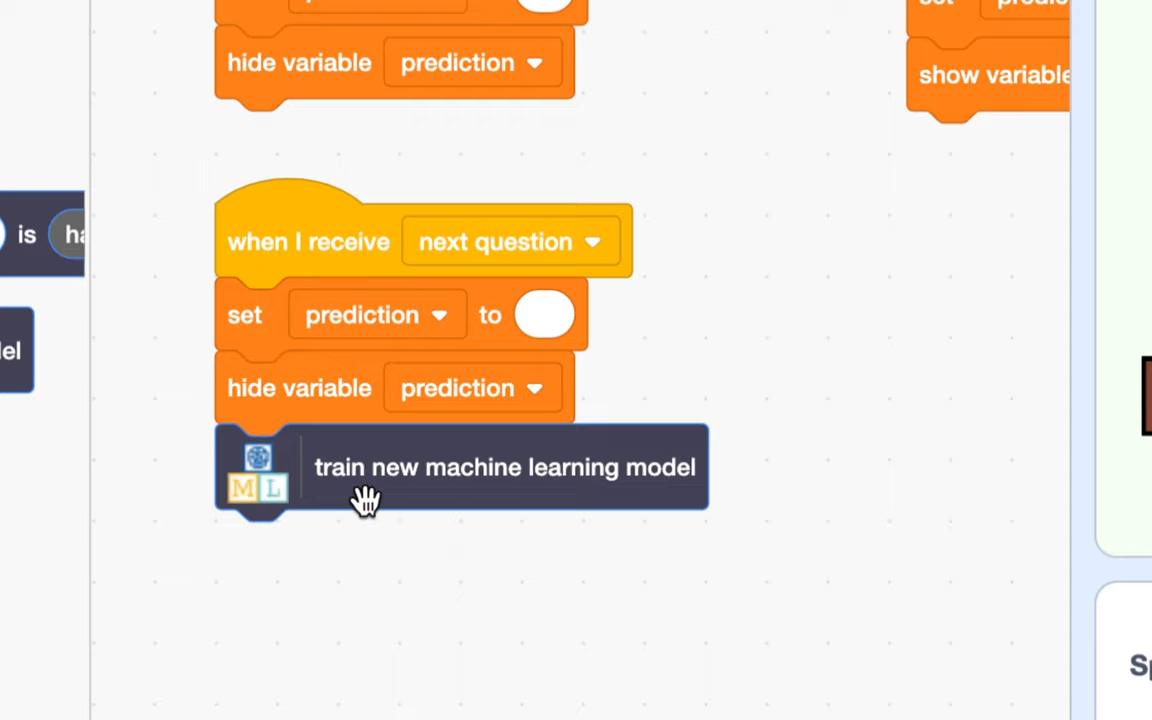 hide variable prediction
show variable
when I receive next question
is
set prediction to
hide variable prediction
M L train new machine learning model